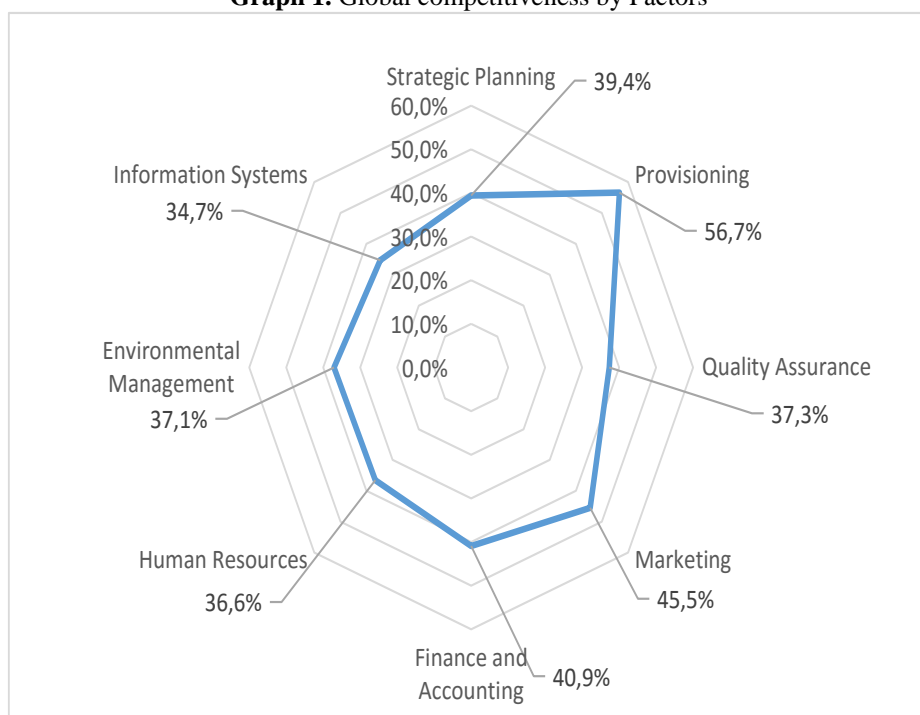 Graph 1. Global competitiveness by Factors
Strategic Planning
39,4%
60,0%
50,0%
40,0%
30,0%
20,0%
10,0%
0,0%
Provisioning
56,7%
Quality Assurance
37,3%
Marketing
45,5%
Finance and
Accounting
40,9%
Human Resources
36,6%
Environmental
Management
37,1%
Information Systems
34,7%